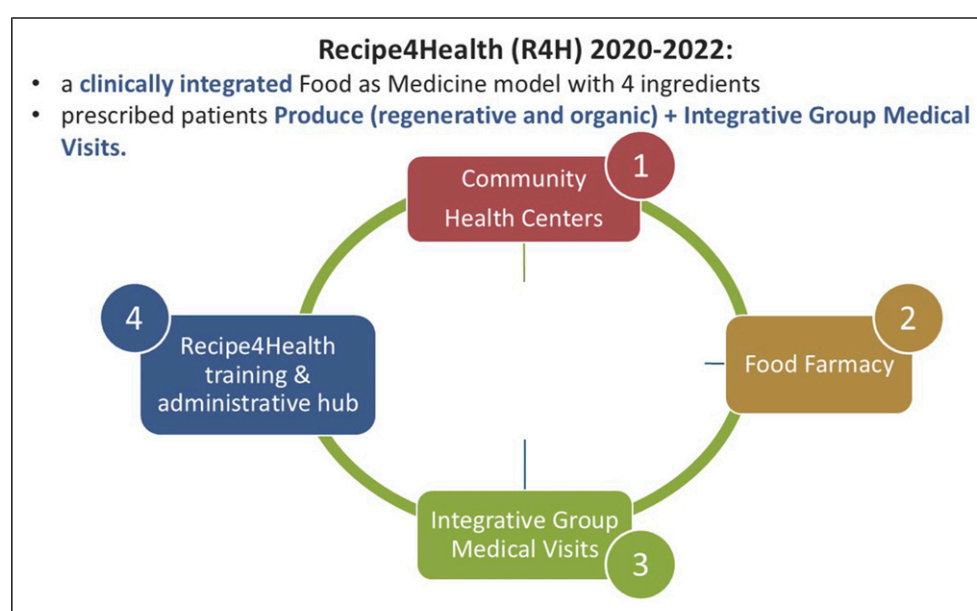 Recipe4Health (R4H) 2020-2022:
• a clinically integrated Food as Medicine model with 4 ingredients
• prescribed patients Produce (regenerative and organic) + Integrative Group Medical
Visits.
1
Community
Health Centers
2
Food Farmacy
4
Recipe4Health
training &
administrative hub
Integrative Group
Medical Visits
3